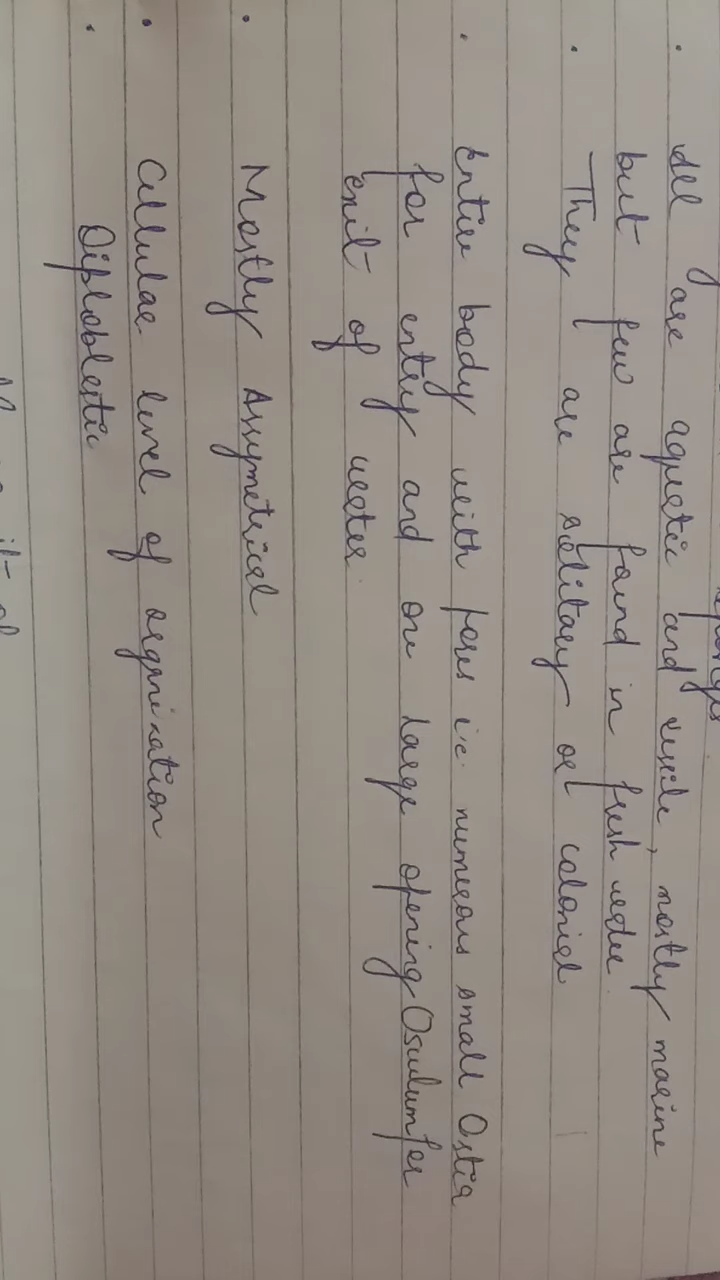 sponges
• All are aquatic and sessile, mostly marine
but few are found in fresh water.
• They are solitary or colonial
• Entire body with pores i.e. numerous small Ostia
for entry and one large opening Osculum for
exit of water.
• Mostly Assymetrical
• Cellular level of organisation
• Diploblastic